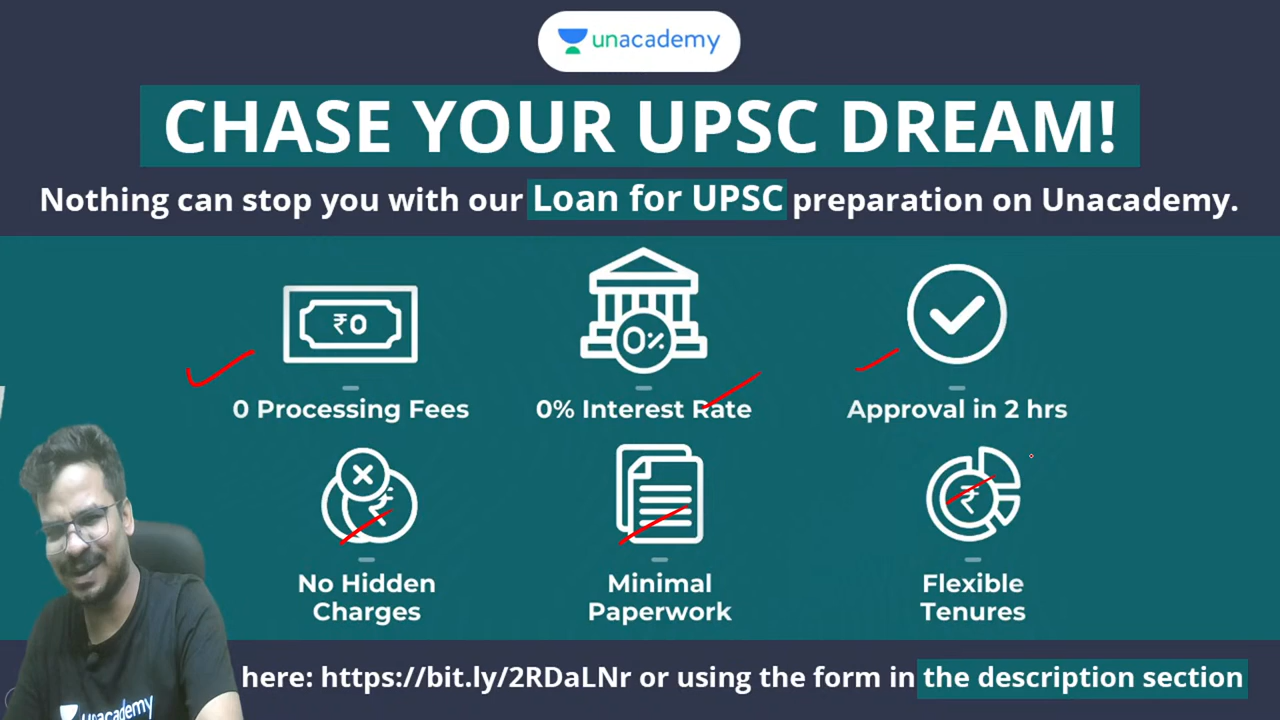 unacademy
CHASE YOUR UPSC DREAM!
Nothing can stop you with our Loan for UPSC preparation on Unacademy.
₹0
0%
0 Processing Fees
0% Interest Rate
Approval in 2 hrs
₹
₹
No Hidden
Charges
Minimal
Paperwork
Flexible
Tenures
here: https://bit.ly/2RDaLNr or using the form in the description section
unacademy